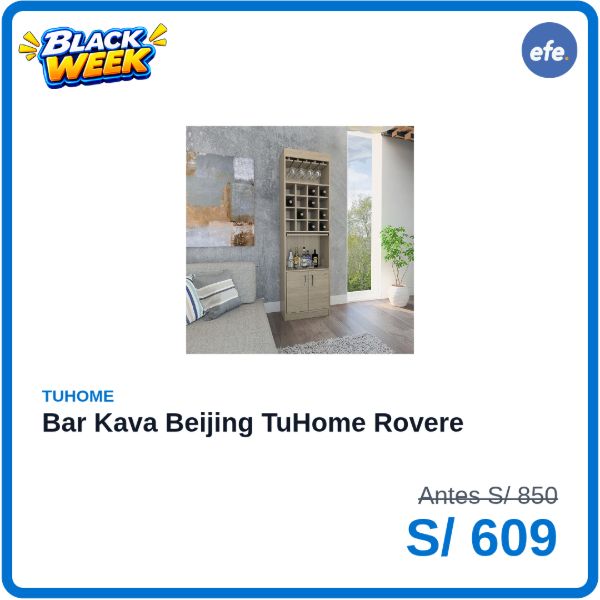 BLACK
WEEK
efe.
TUHOME
Bar Kava Beijing TuHome Rovere
Antes S/ 850
S/ 609